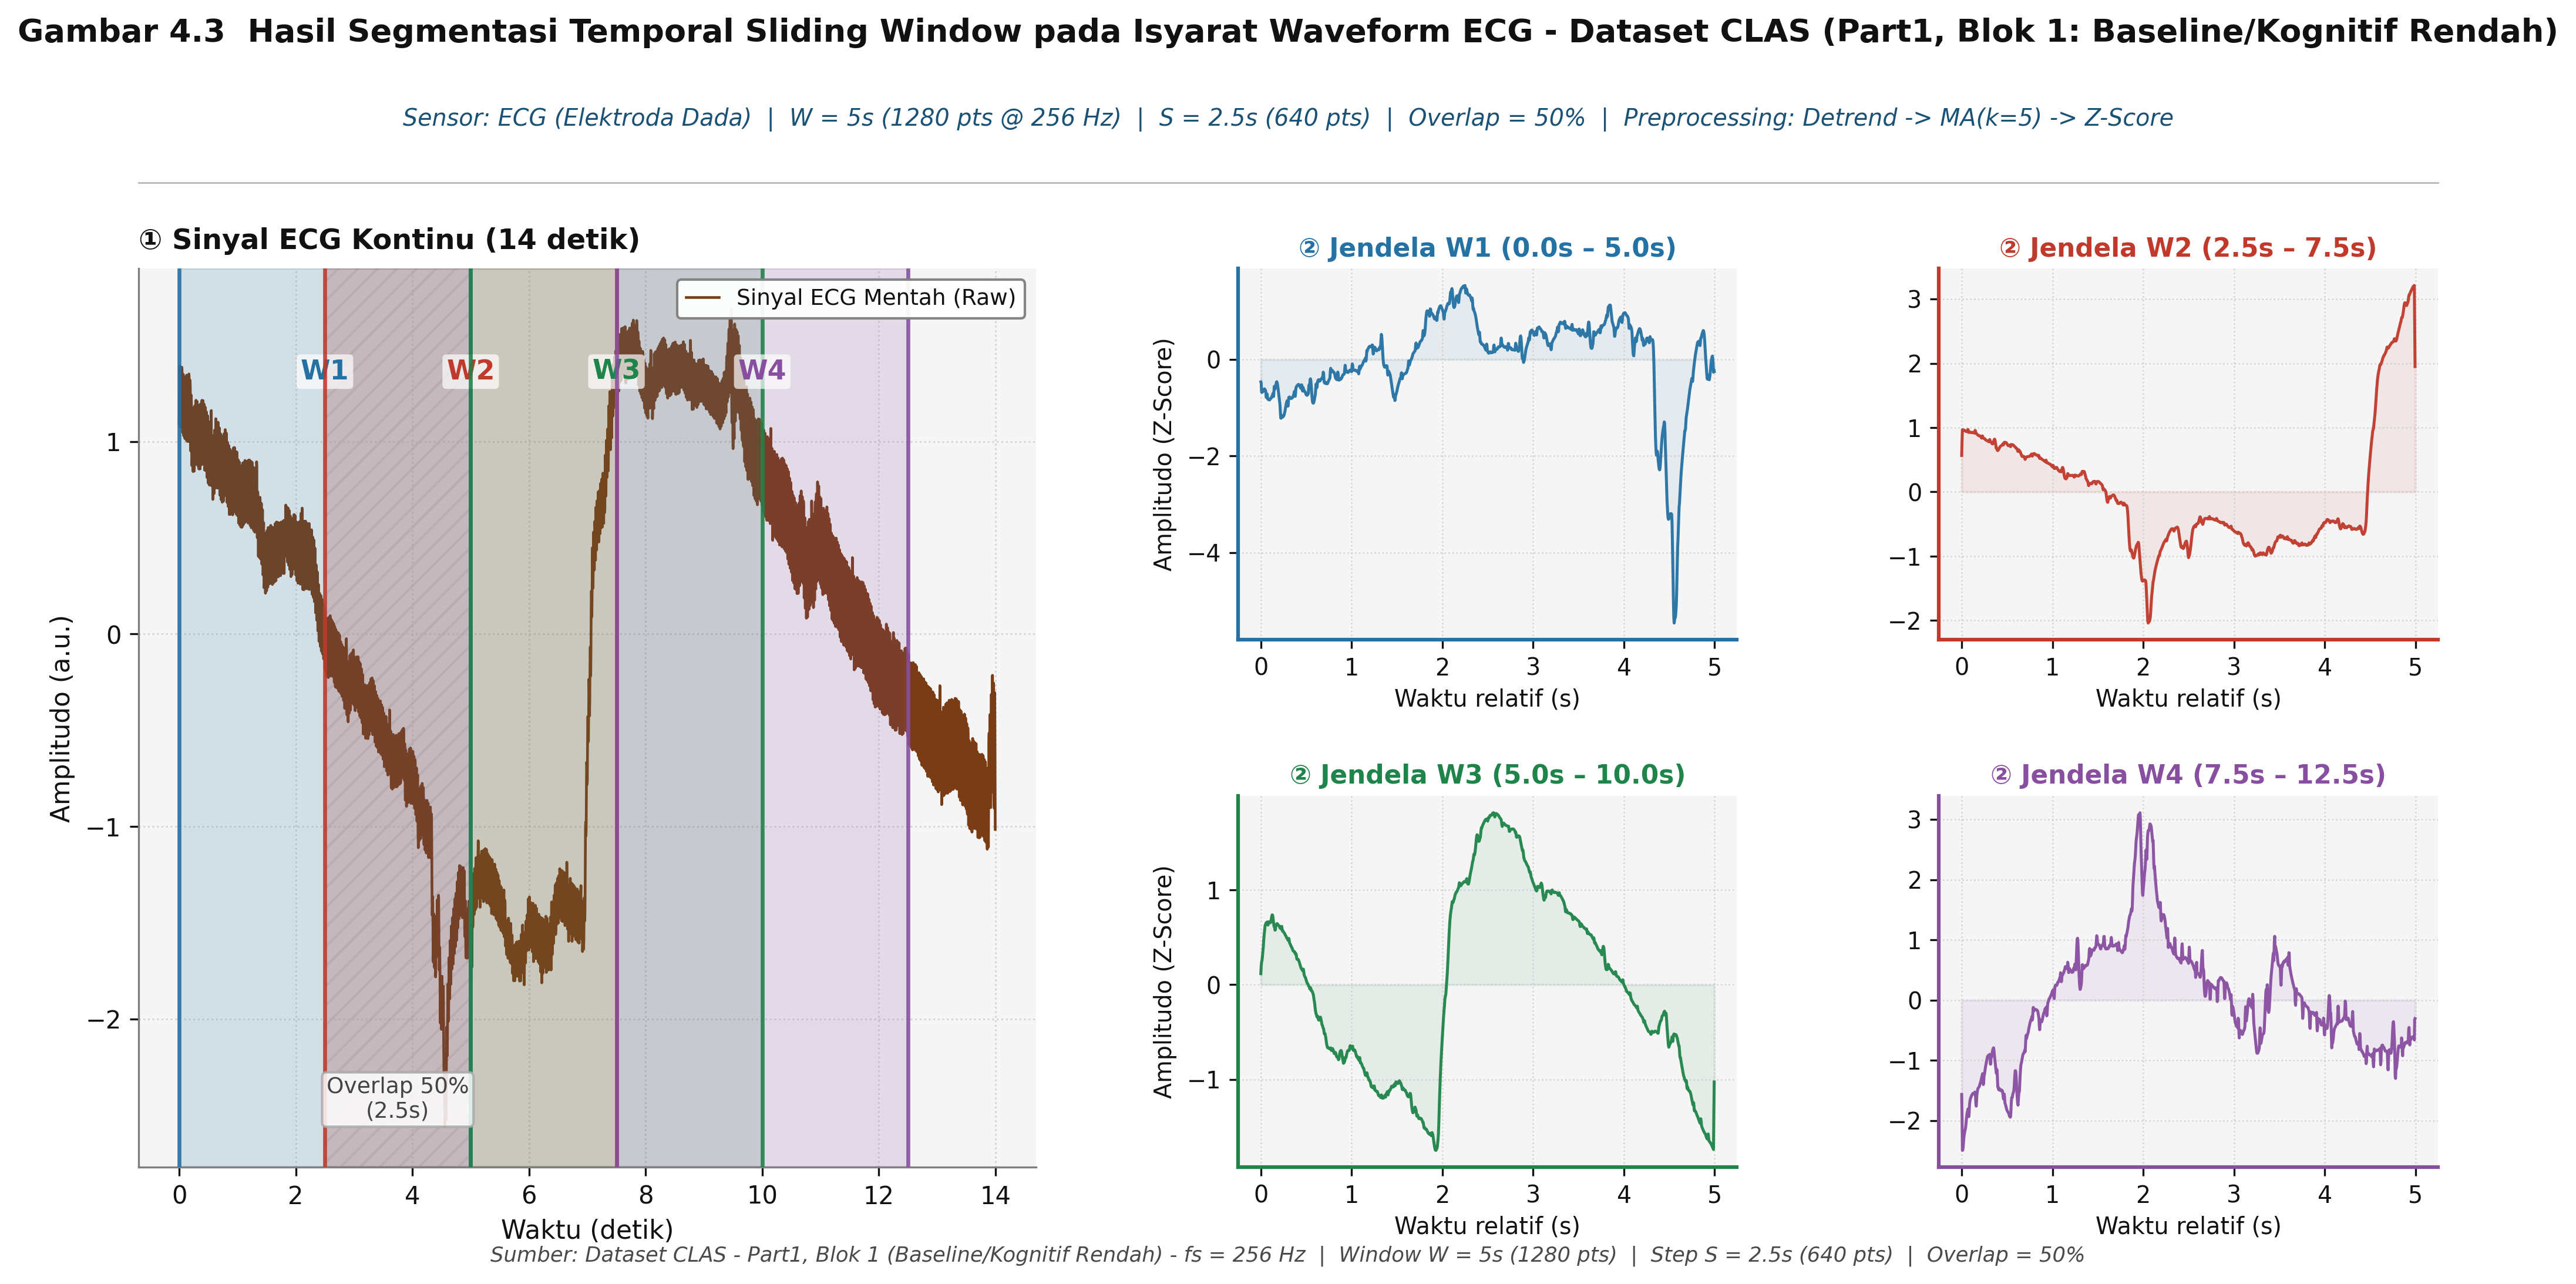 Gambar 4.3  Hasil Segmentasi Temporal Sliding Window pada Isyarat Waveform ECG - Dataset CLAS (Part1, Blok 1: Baseline/Kognitif Rendah)
Sensor: ECG (Elektroda Dada)  |  W = 5s (1280 pts @ 256 Hz)  |  S = 2.5s (640 pts)  |  Overlap = 50%  |  Preprocessing: Detrend -> MA(k=5) -> Z-Score
① Sinyal ECG Kontinu (14 detik)
Sinyal ECG Mentah (Raw)
W1
W2
W3
W4
Overlap 50%
(2.5s)
Amplitudo (a.u.)
1
0
−1
−2
0 2 4 6 8 10 12 14
Waktu (detik)
② Jendela W1 (0.0s – 5.0s)
Amplitudo (Z-Score)
0
−2
−4
0 1 2 3 4 5
Waktu relatif (s)
② Jendela W2 (2.5s – 7.5s)
3
2
1
0
−1
−2
0 1 2 3 4 5
Waktu relatif (s)
② Jendela W3 (5.0s – 10.0s)
Amplitudo (Z-Score)
1
0
−1
0 1 2 3 4 5
Waktu relatif (s)
② Jendela W4 (7.5s – 12.5s)
3
2
1
0
−1
−2
0 1 2 3 4 5
Waktu relatif (s)
Sumber: Dataset CLAS - Part1, Blok 1 (Baseline/Kognitif Rendah) - fs = 256 Hz  |  Window W = 5s (1280 pts)  |  Step S = 2.5s (640 pts)  |  Overlap = 50%